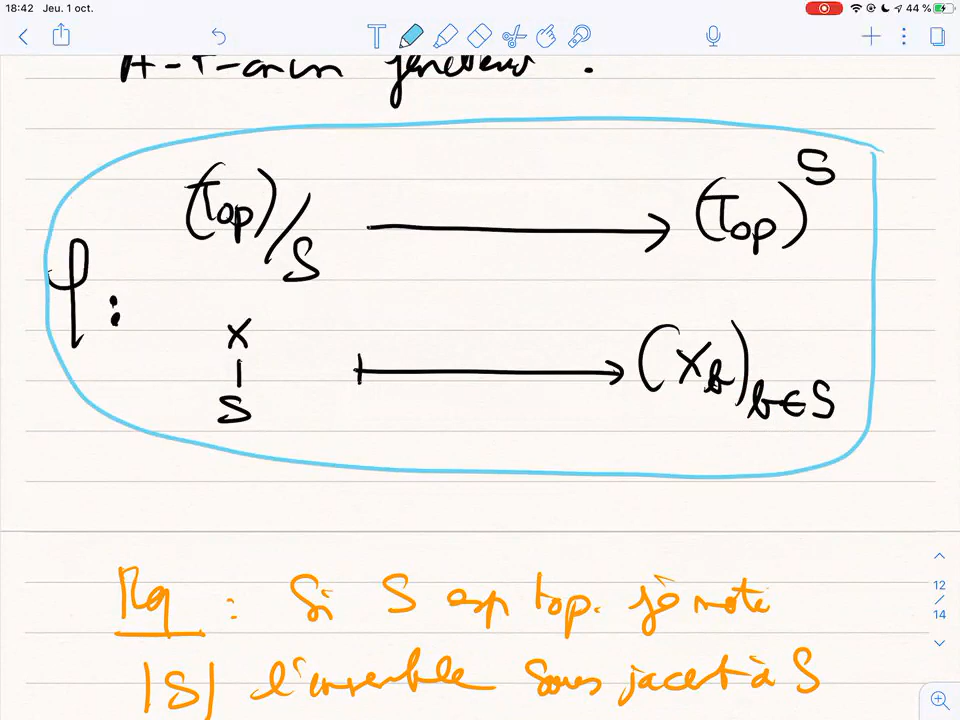 18:42 Jeu. 1 oct.
44 %
T
(Top)/S ⟶ (Top)^S
φ :
X
|
S ⟼ (X_s)_{s∈S}
12
/
14
Rq : Si S esp top. je note
|S| l'ensemble sous jacent à S